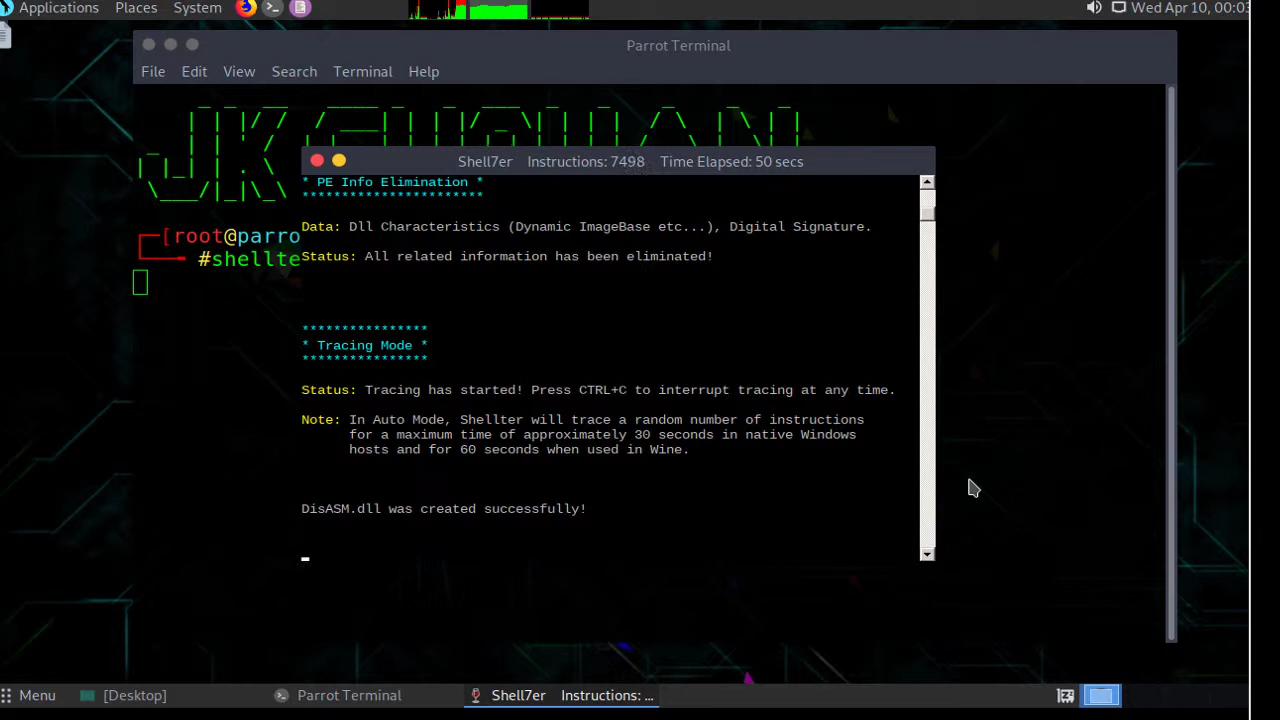 Applications Places System
Wed Apr 10, 00:03
Parrot Terminal
File Edit View Search Terminal Help
Shell7er Instructions: 7498 Time Elapsed: 50 secs
* PE Info Elimination *
***********************
Data: Dll Characteristics (Dynamic ImageBase etc...), Digital Signature.
┌─[root@parro
Status: All related information has been eliminated!
└──╼ #shellte
****************
* Tracing Mode *
****************
Status: Tracing has started! Press CTRL+C to interrupt tracing at any time.
Note: In Auto Mode, Shellter will trace a random number of instructions
for a maximum time of approximately 30 seconds in native Windows
hosts and for 60 seconds when used in Wine.
DisASM.dll was created successfully!
Menu [Desktop] Parrot Terminal Shell7er Instructions: ...